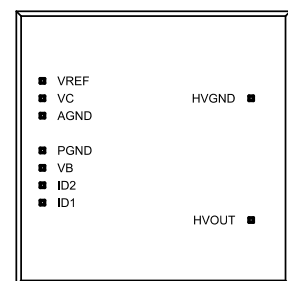 VREF
VC
HVGND
AGND
PGND
VB
ID2
ID1
HVOUT